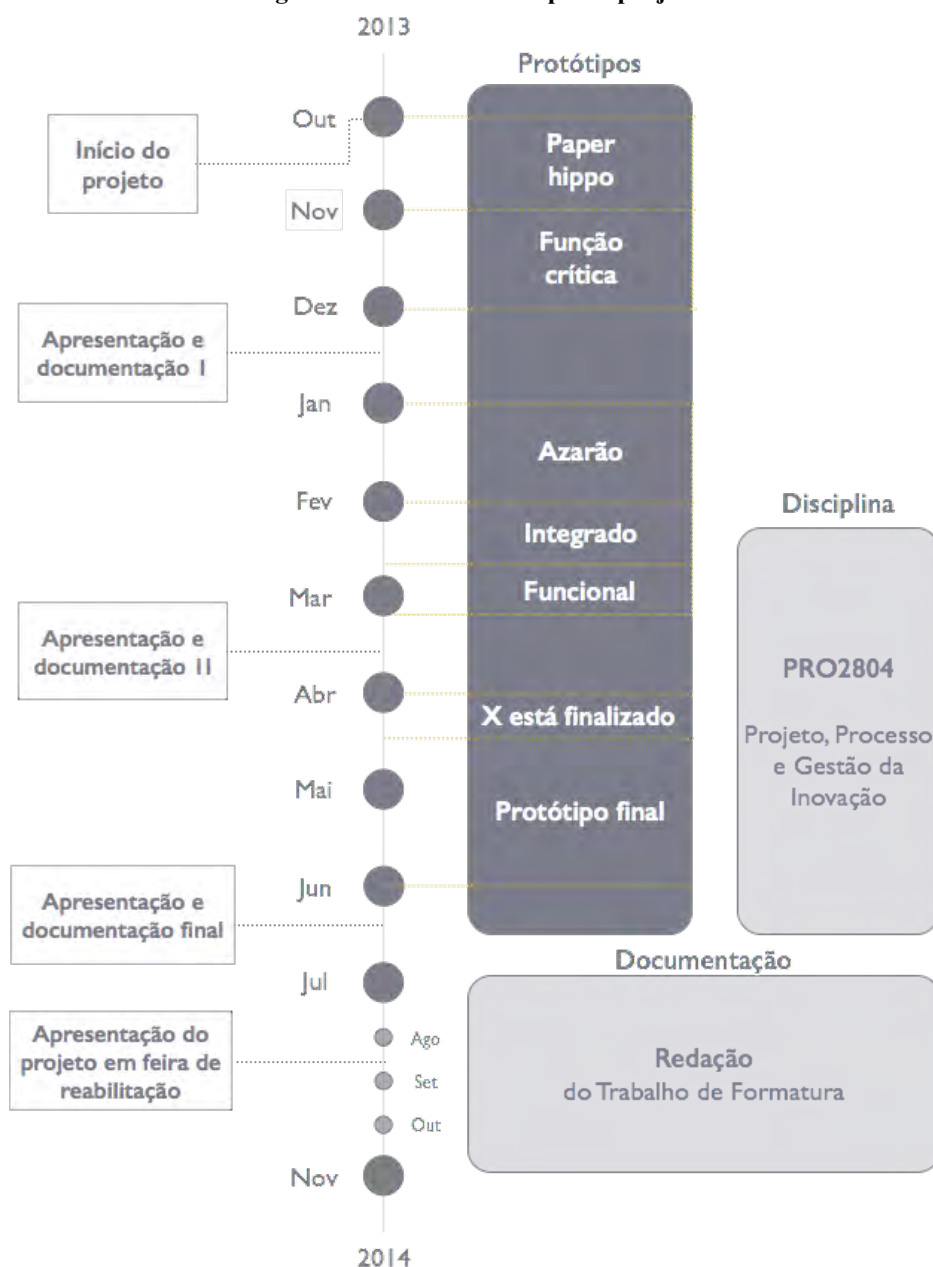 2013
Protótipos
Out
Início do
projeto
Paper
hippo
Nov
Função
crítica
Dez
Apresentação e
documentação I
Jan
Azarão
Fev
Disciplina
Integrado
Mar
Funcional
Apresentação e
documentação II
PRO2804
Abr
X está finalizado
Projeto, Processo
e Gestão da
Inovação
Mai
Protótipo final
Jun
Apresentação e
documentação final
Documentação
Jul
Apresentação do
projeto em feira de
reabilitação
Ago
Set
Out
Redação
do Trabalho de Formatura
Nov
2014